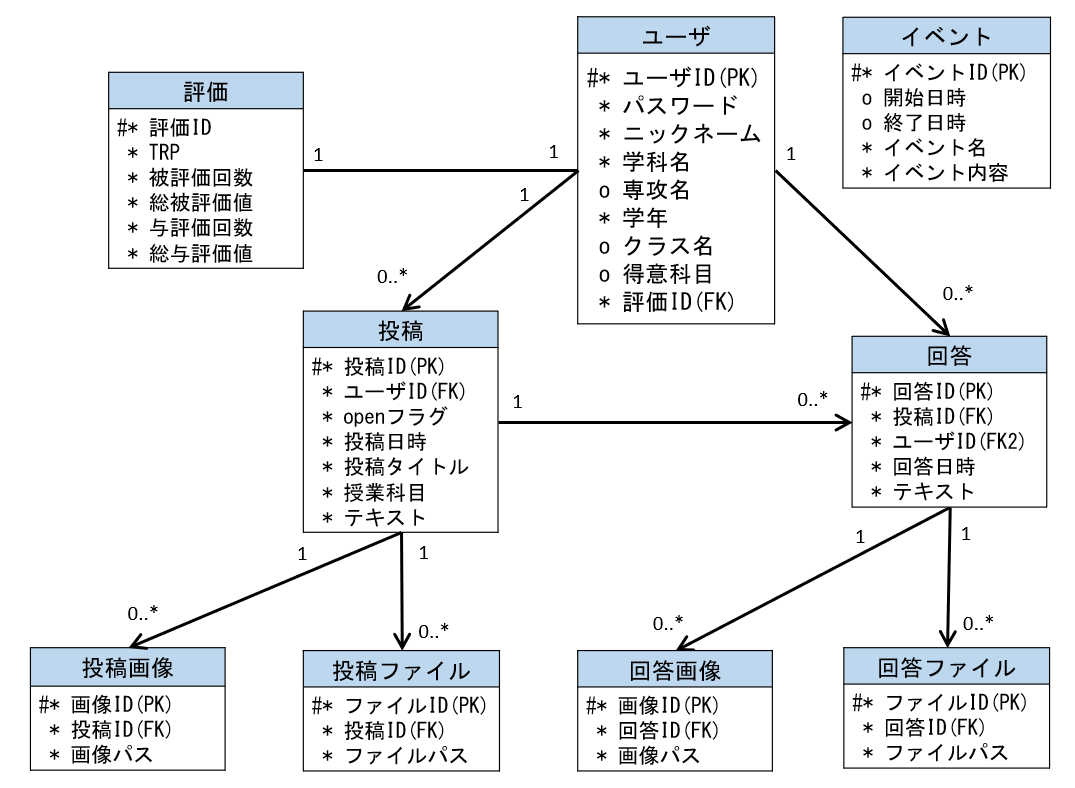 評価
#* 評価ID
* TRP
* 被評価回数
* 総被評価値
* 与評価回数
* 総与評価値
ユーザ
#* ユーザID(PK)
* パスワード
* ニックネーム
* 学科名
o 専攻名
* 学年
o クラス名
o 得意科目
* 評価ID(FK)
イベント
#* イベントID(PK)
o 開始日時
o 終了日時
* イベント名
* イベント内容
1
1
1
0..*
1
0..*
投稿
#* 投稿ID(PK)
* ユーザID(FK)
* openフラグ
* 投稿日時
* 投稿タイトル
* 授業科目
* テキスト
1
0..*
回答
#* 回答ID(PK)
* 投稿ID(FK)
* ユーザID(FK2)
* 回答日時
* テキスト
1
0..*
1
0..*
1
0..*
1
0..*
投稿画像
#* 画像ID(PK)
* 投稿ID(FK)
* 画像パス
投稿ファイル
#* ファイルID(PK)
* 投稿ID(FK)
* ファイルパス
回答画像
#* 画像ID(PK)
* 回答ID(FK)
* 画像パス
回答ファイル
#* ファイルID(PK)
* 回答ID(FK)
* ファイルパス